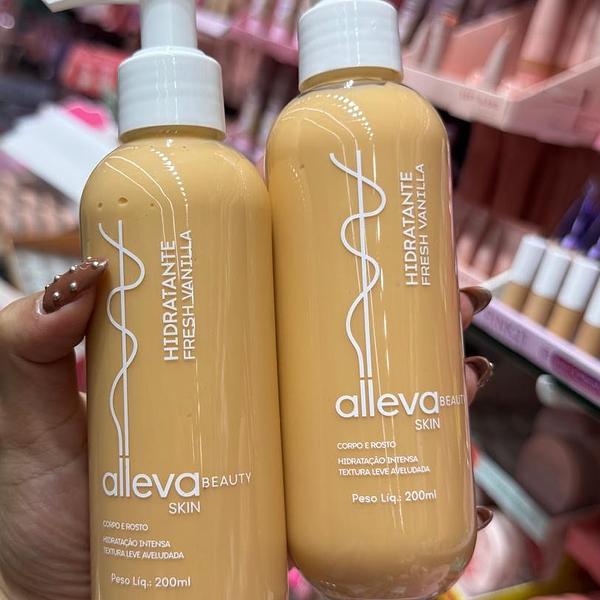 HIDRATANTE
FRESH VANILLA
alleva BEAUTY
SKIN
CORPO E ROSTO
HIDRATAÇÃO INTENSA
TEXTURA LEVE AVELUDADA
Peso Líq.: 200ml
HIDRATANTE
FRESH VANILLA
alleva BEAUTY
SKIN
CORPO E ROSTO
HIDRATAÇÃO INTENSA
TEXTURA LEVE AVELUDADA
Peso Líq.: 200ml